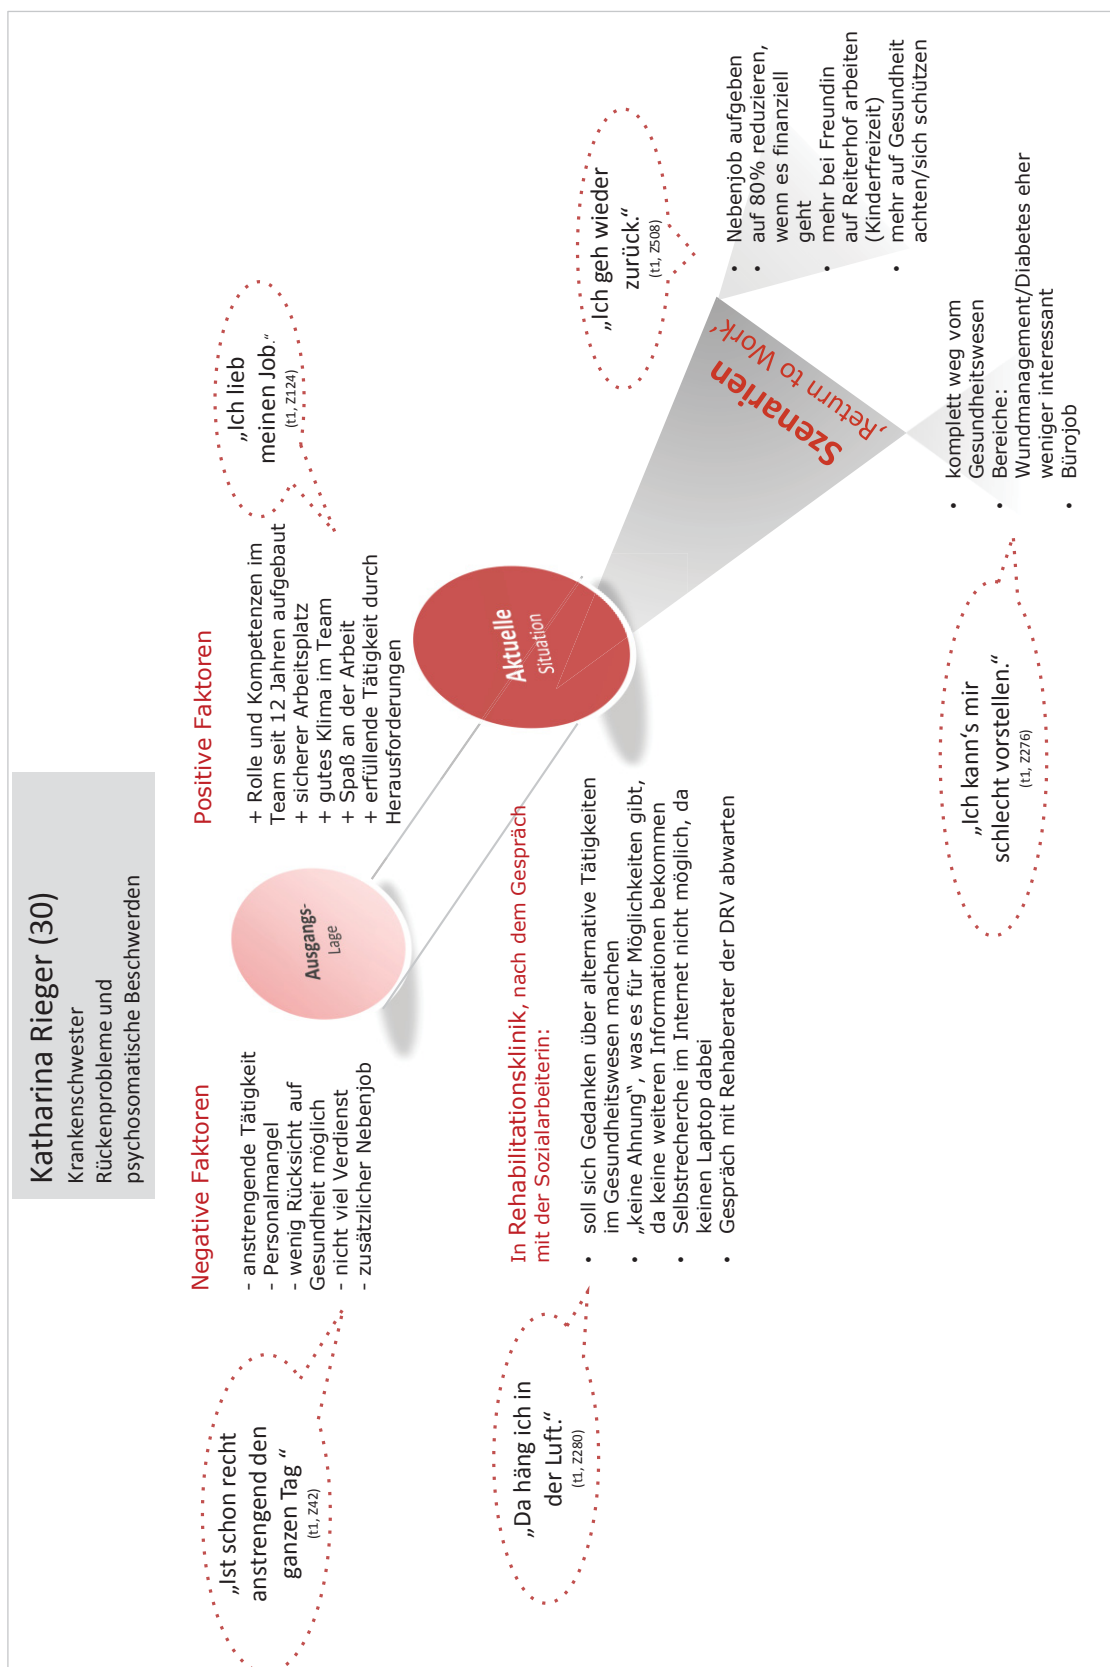 Katharina Rieger (30)
Krankenschwester
Rückenprobleme und
psychosomatische Beschwerden
Negative Faktoren
- anstrengende Tätigkeit
- Personalmangel
- wenig Rücksicht auf
Gesundheit möglich
- nicht viel Verdienst
- zusätzlicher Nebenjob
„Ist schon recht
anstrengend den
ganzen Tag “
(t1, Z42)
Ausgangs-
Lage
Positive Faktoren
+ Rolle und Kompetenzen im
Team seit 12 Jahren aufgebaut
+ sicherer Arbeitsplatz
+ gutes Klima im Team
+ Spaß an der Arbeit
+ erfüllende Tätigkeit durch
Herausforderungen
„Ich lieb
meinen Job.“
(t1, Z124)
Aktuelle
Situation
In Rehabilitationsklinik, nach dem Gespräch
mit der Sozialarbeiterin:
• soll sich Gedanken über alternative Tätigkeiten
im Gesundheitswesen machen
• „keine Ahnung“, was es für Möglichkeiten gibt,
da keine weiteren Informationen bekommen
• Selbstrecherche im Internet nicht möglich, da
keinen Laptop dabei
• Gespräch mit Rehaberater der DRV abwarten
„Da häng ich in
der Luft.“
(t1, Z280)
Szenarien
‚Return to Work’
„Ich geh wieder
zurück.“
(t1, Z508)
• Nebenjob aufgeben
• auf 80% reduzieren,
wenn es finanziell
geht
• mehr bei Freundin
auf Reiterhof arbeiten
(Kinderfreizeit)
• mehr auf Gesundheit
achten/sich schützen
• komplett weg vom
Gesundheitswesen
• Bereiche:
Wundmanagement/Diabetes eher
weniger interessant
• Bürojob
„Ich kann‘s mir
schlecht vorstellen.“
(t1, Z276)